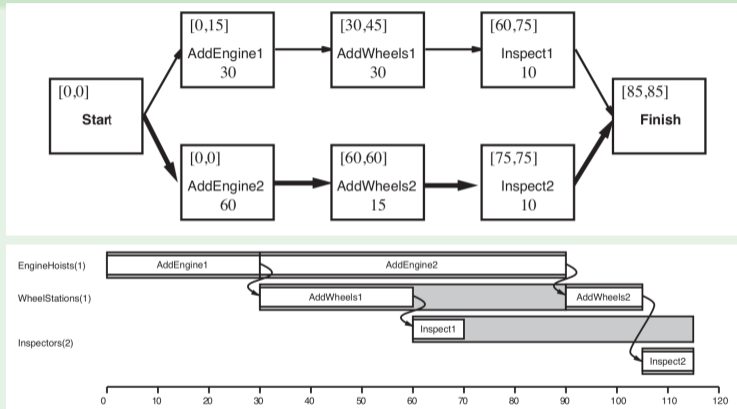 [0,15]
AddEngine1
30
[30,45]
AddWheels1
30
[60,75]
Inspect1
10
[0,0]
Start
[85,85]
Finish
[0,0]
AddEngine2
60
[60,60]
AddWheels2
15
[75,75]
Inspect2
10
EngineHoists(1)
AddEngine1
AddEngine2
WheelStations(1)
AddWheels1
AddWheels2
Inspect1
Inspectors(2)
Inspect2
0 10 20 30 40 50 60 70 80 90 100 110 120